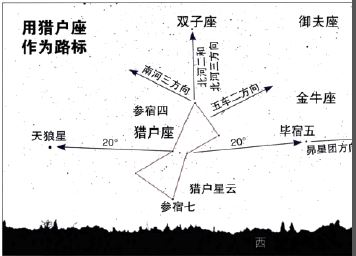 用猎户座
作为路标
双子座
御夫座
北河二和
北河三方向
南河三方向
五车二方向
金牛座
参宿四
猎户座
天狼星
20°
20°
毕宿五
昴星团方向
猎户星云
参宿七
西